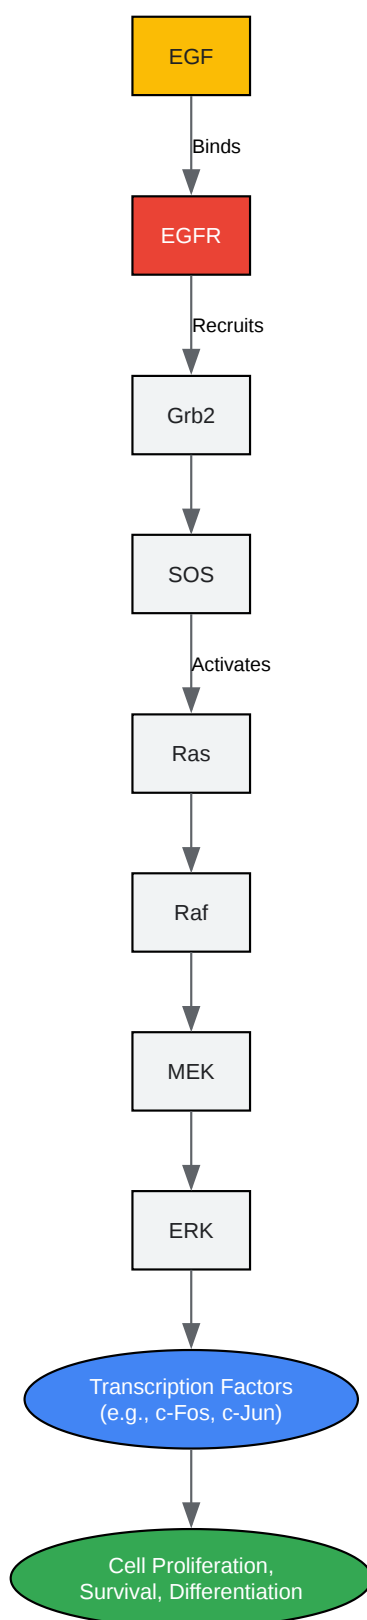 EGF
Binds
EGFR
Recruits
Grb2
SOS
Activates
Ras
Raf
MEK
ERK
Transcription Factors
(e.g., c-Fos, c-Jun)
Cell Proliferation,
Survival, Differentiation